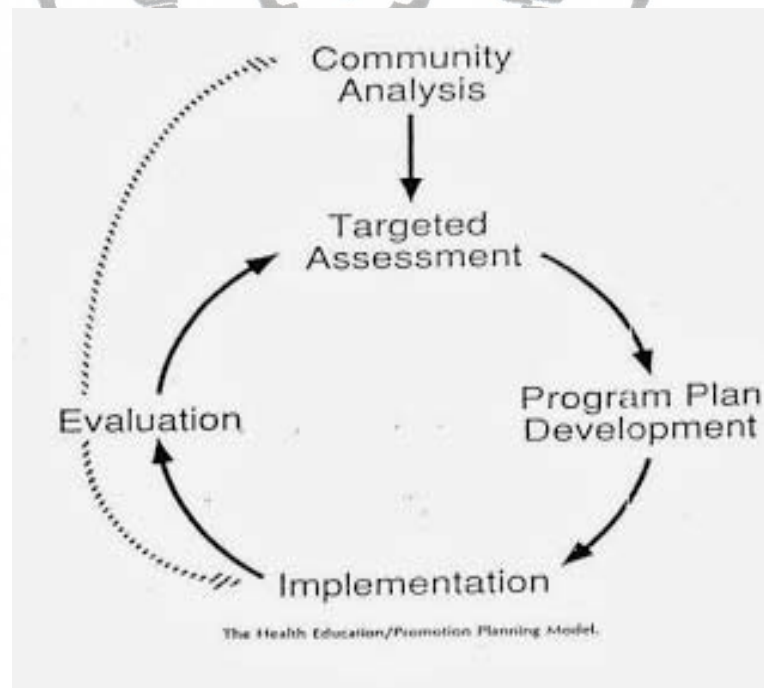 Community
Analysis
Targeted
Assessment
Program Plan
Development
Evaluation
Implementation
The Health Education/Promotion Planning Model.